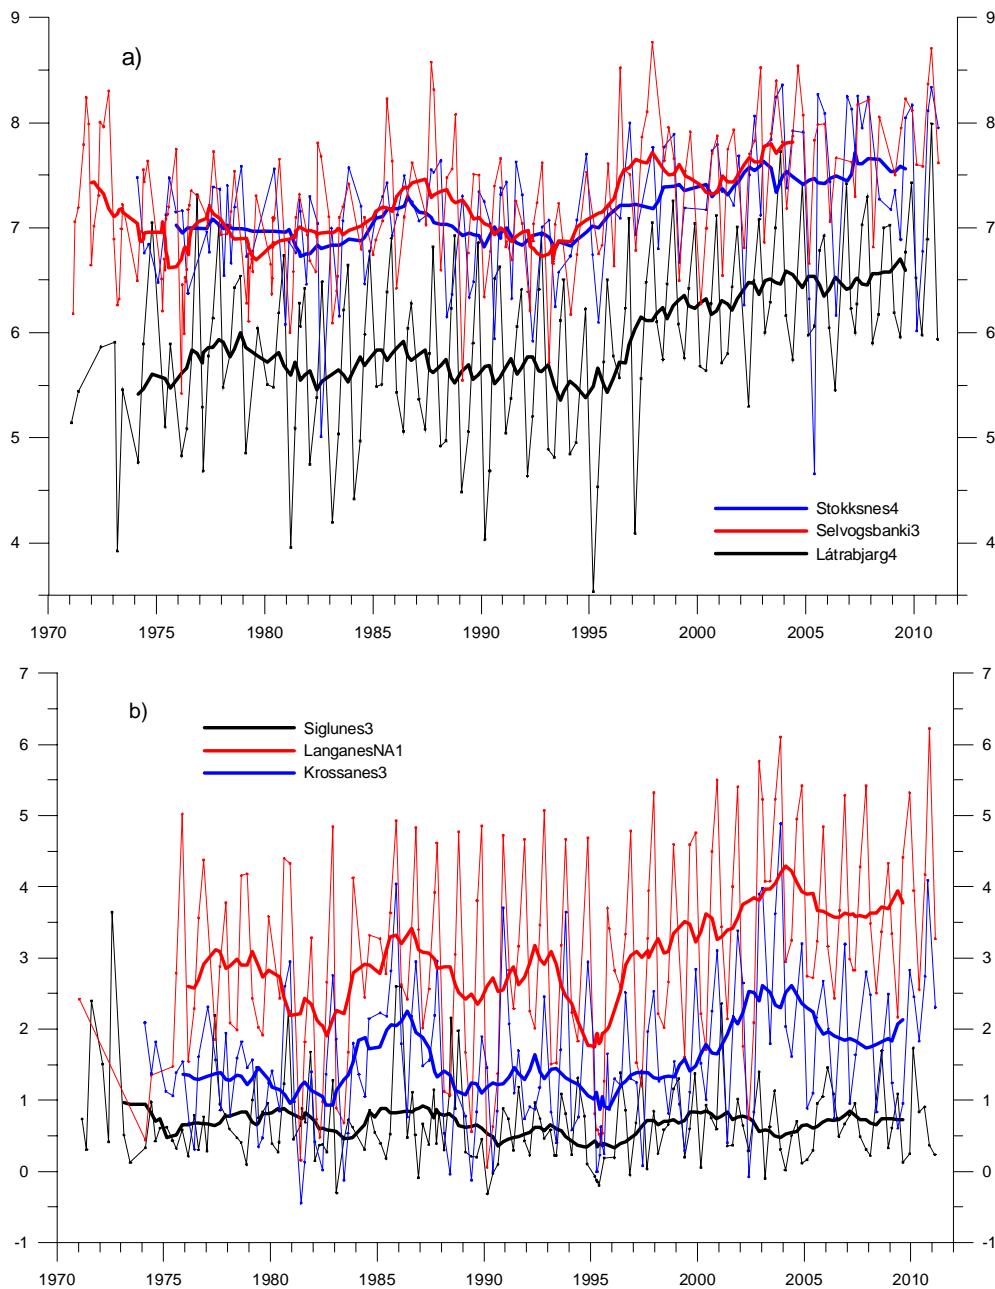 9 9
a)
8 8
7 7
6 6
5 5
Stokksnes4
Selvogsbanki3
4 4
Látrabjarg4
1970 1975 1980 1985 1990 1995 2000 2005 2010
7 7
b)
Siglunes3
6 LanganesNA1 6
Krossanes3
5 5
4 4
3 3
2 2
1 1
0 0
-1 -1
1970 1975 1980 1985 1990 1995 2000 2005 2010